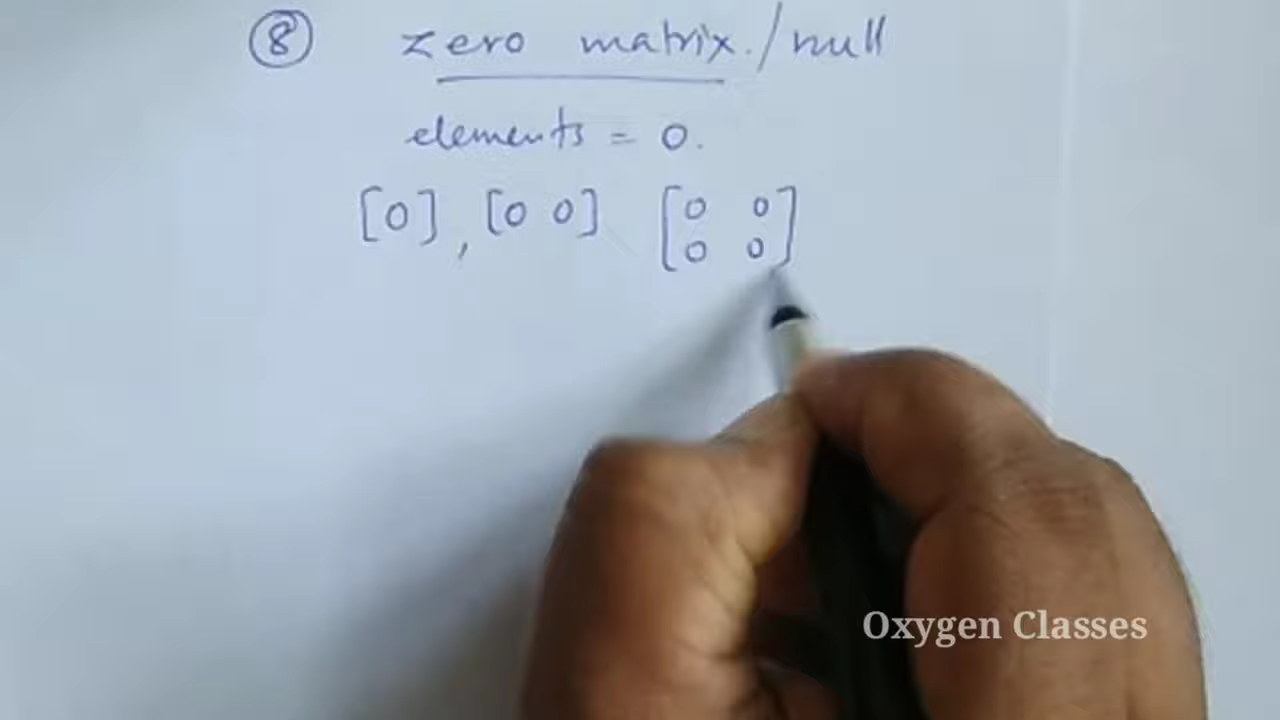 ⑧ zero matrix./null
elements = 0.
[0], [0 0] [0 0
0 0]
Oxygen Classes